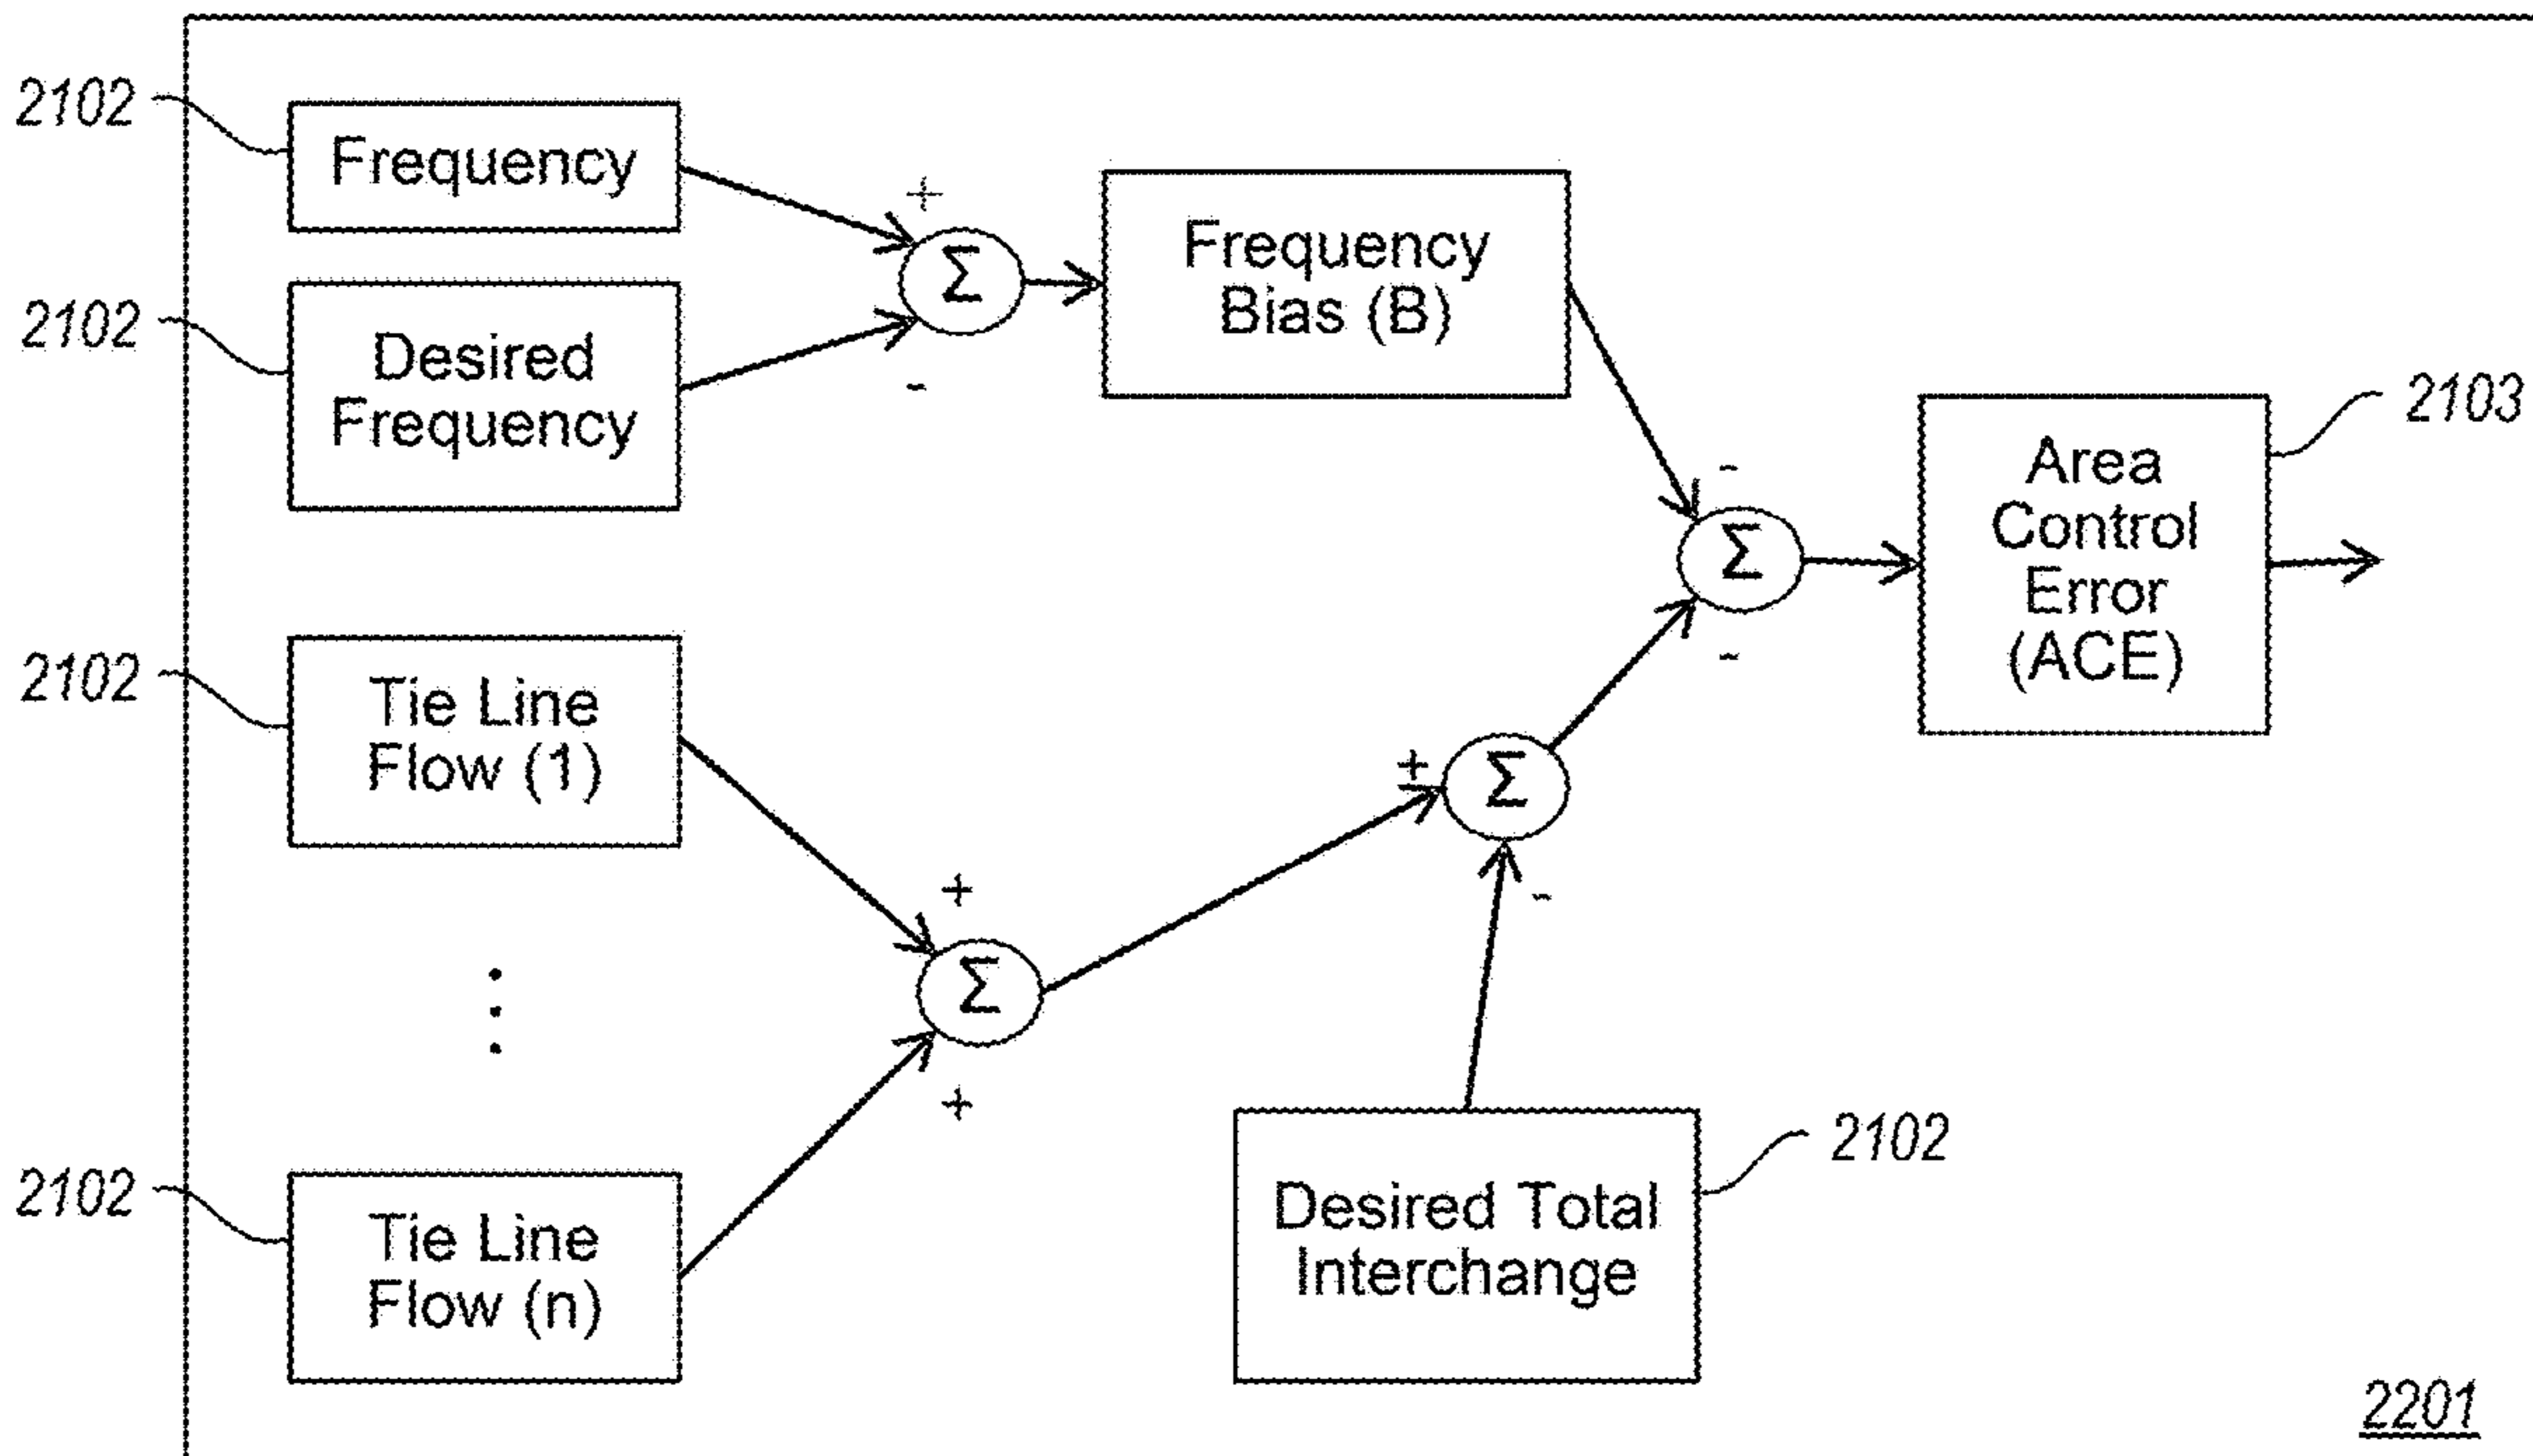 2102
Frequency
+
Σ
Frequency
Bias (B)
2102
Desired
Frequency
-
2103
Area
Control
Error
(ACE)
-
Σ
-
2102
Tie Line
Flow (1)
+
Σ
-
+
Σ
+
2102
Tie Line
Flow (n)
Desired Total
Interchange
2102
2201